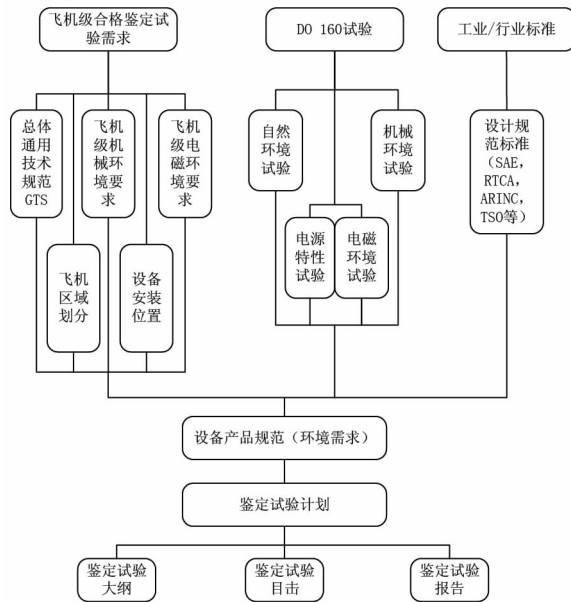 飞机级合格鉴定试
验需求
DO 160试验
工业/行业标准
总体
通用
技术
规范
GTS
飞机
级机
械环
境要
求
飞机
级电
磁环
境要
求
自然
环境
试验
机械
环境
试验
设计规
范标准
(SAE,
RTCA,
ARINC,
TSO等)
飞机
区域
划分
设备
安装
位置
电源
特性
试验
电磁
环境
试验
设备产品规范（环境需求）
鉴定试验计划
鉴定试验
大纲
鉴定试验
目击
鉴定试验
报告